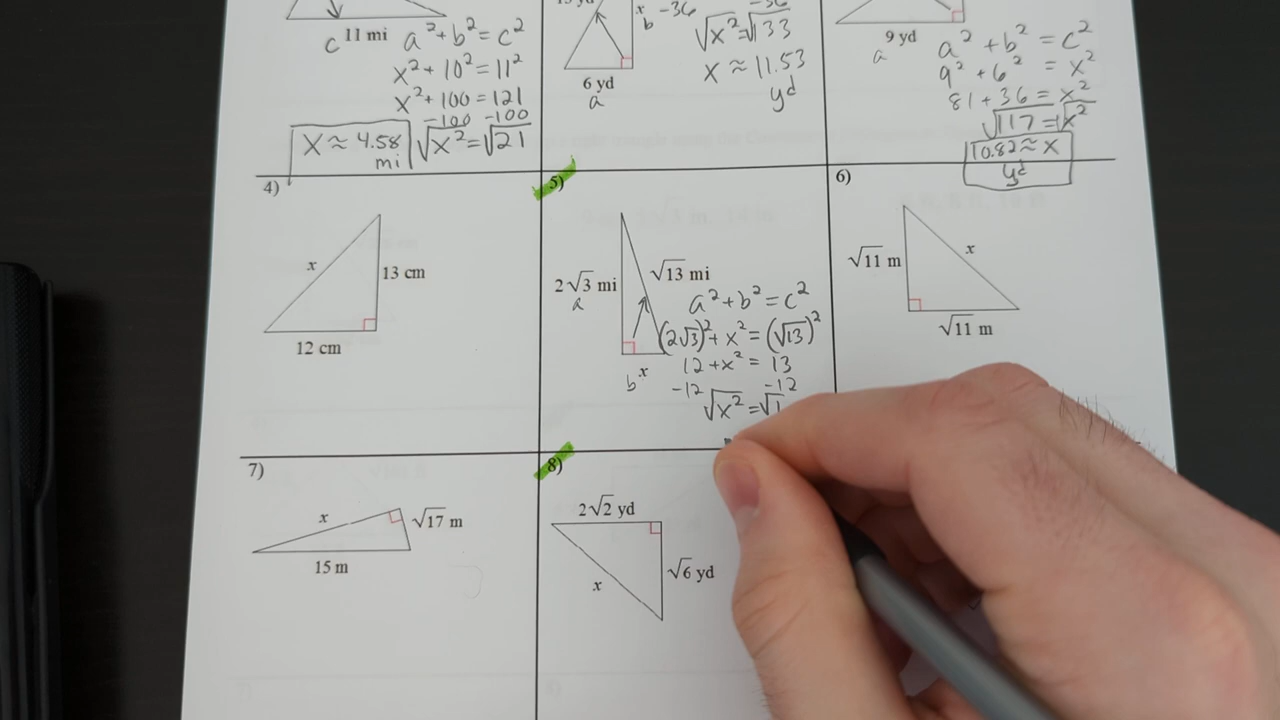 11 mi
c
a² + b² = c²
x² + 10² = 11²
x² + 100 = 121
-100 -100
√x² = √21
x ≈ 4.58 mi
x
b
-36
-36
√x² = √133
x ≈ 11.53 yd
6 yd
a
9 yd
a
a² + b² = c²
9² + 6² = x²
81 + 36 = x²
√117 = √x²
10.82 ≈ x
yd
4)
x
13 cm
12 cm
5)
2√3 mi
a
√13 mi
a² + b² = c²
(2√3)² + x² = (√13)²
12 + x² = 13
-12 -12
√x² = √1
b
x
6)
√11 m
x
√11 m
7)
x
√17 m
15 m
8)
2√2 yd
√6 yd
x